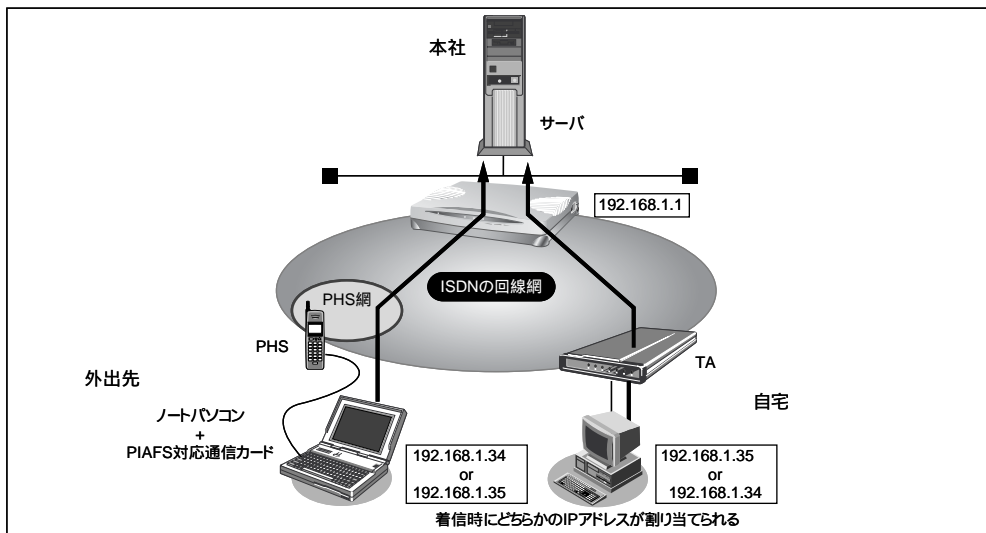 本社
サーバ
192.168.1.1
ISDNの回線網
PHS網
PHS
TA
外出先
自宅
ノートパソコン
+
PIAFS対応通信カード
192.168.1.34
or
192.168.1.35
192.168.1.35
or
192.168.1.34
着信時にどちらかのIPアドレスが割り当てられる